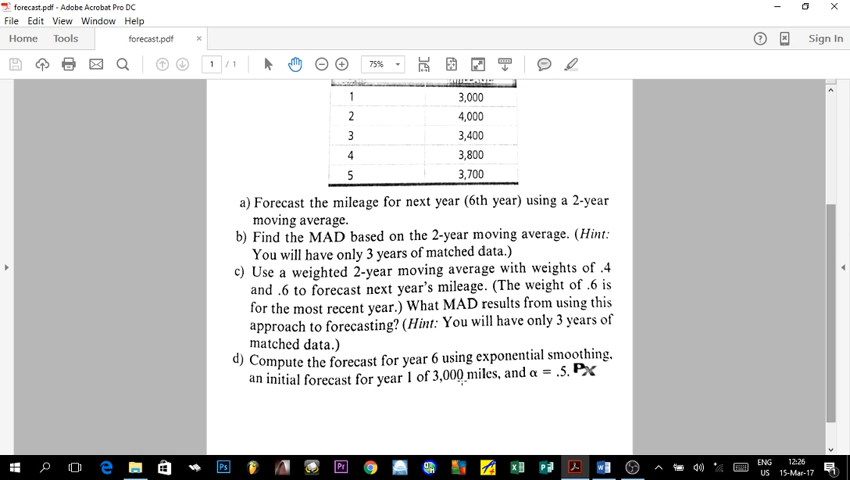 forecast.pdf - Adobe Acrobat Pro DC
File Edit View Window Help
Home Tools forecast.pdf × Sign In
1 / 1 75%
1 3,000
2 4,000
3 3,400
4 3,800
5 3,700
a) Forecast the mileage for next year (6th year) using a 2-year
moving average.
b) Find the MAD based on the 2-year moving average. (Hint:
You will have only 3 years of matched data.)
c) Use a weighted 2-year moving average with weights of .4
and .6 to forecast next year's mileage. (The weight of .6 is
for the most recent year.) What MAD results from using this
approach to forecasting? (Hint: You will have only 3 years of
matched data.)
d) Compute the forecast for year 6 using exponential smoothing,
an initial forecast for year 1 of 3,000 miles, and α = .5. PX
ENG 12:26
US 15-Mar-17